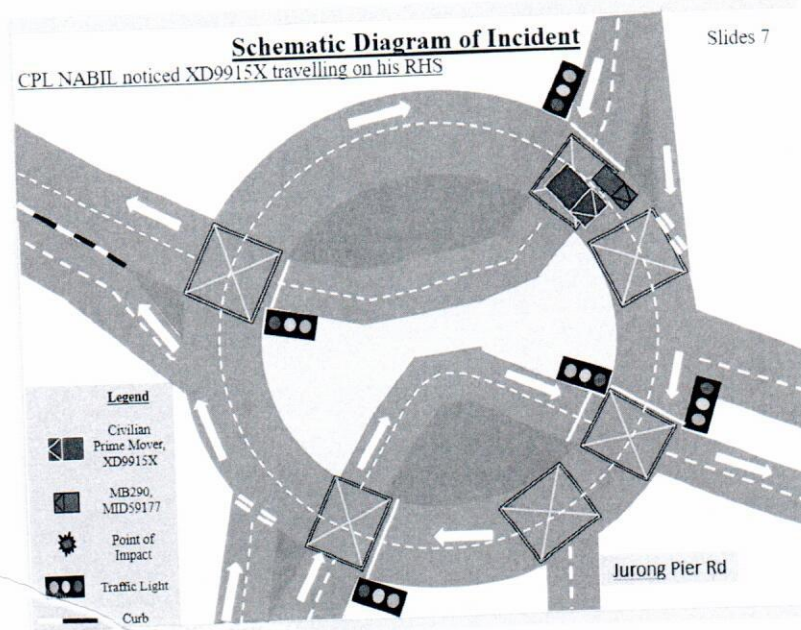 Schematic Diagram of Incident
Slides 7
CPL NABIL noticed XD9915X travelling on his RHS
Legend
Civilian
Prime Mover,
XD9915X
MB290,
MID59177
Point of
Impact
Traffic Light
Curb
Jurong Pier Rd